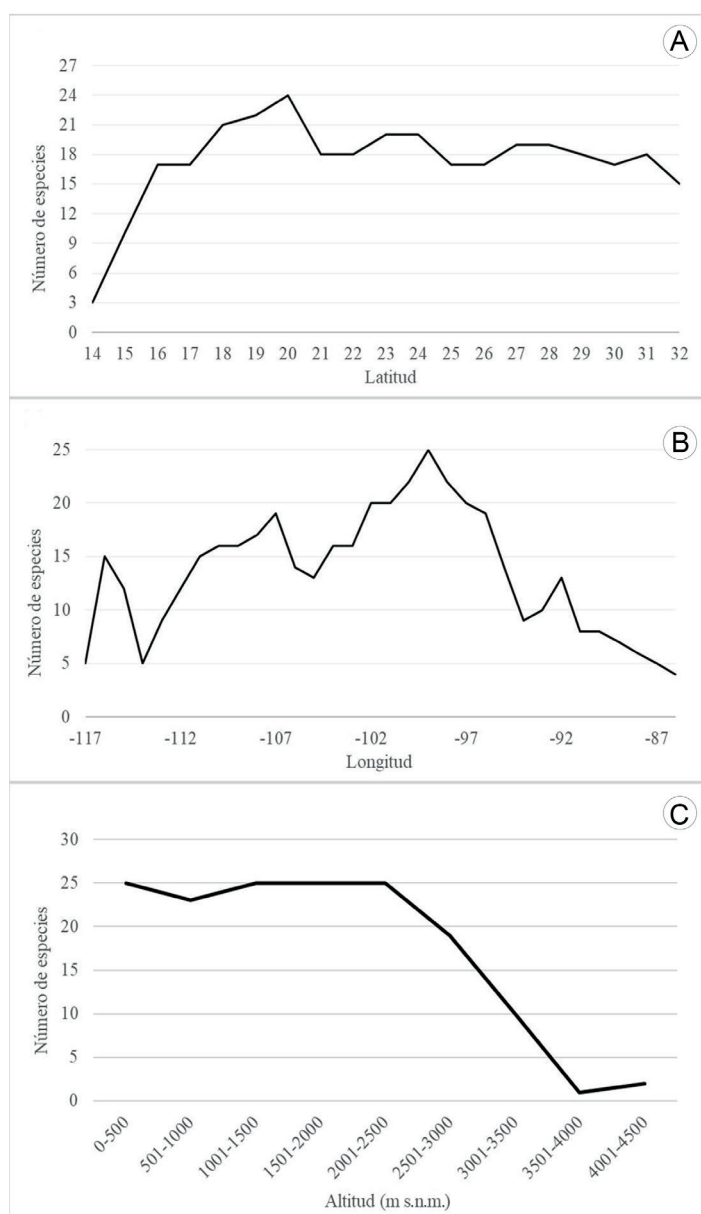 A
Número de especies
27
24
21
18
15
12
9
6
3
0
14 15 16 17 18 19 20 21 22 23 24 25 26 27 28 29 30 31 32
Latitud
B
Número de especies
25
20
15
10
5
0
-117 -112 -107 -102 -97 -92 -87
Longitud
C
Número de especies
30
25
20
15
10
5
0
0-500 501-1000 1001-1500 1501-2000 2001-2500 2501-3000 3001-3500 3501-4000 4001-4500
Altitud (m s.n.m.)